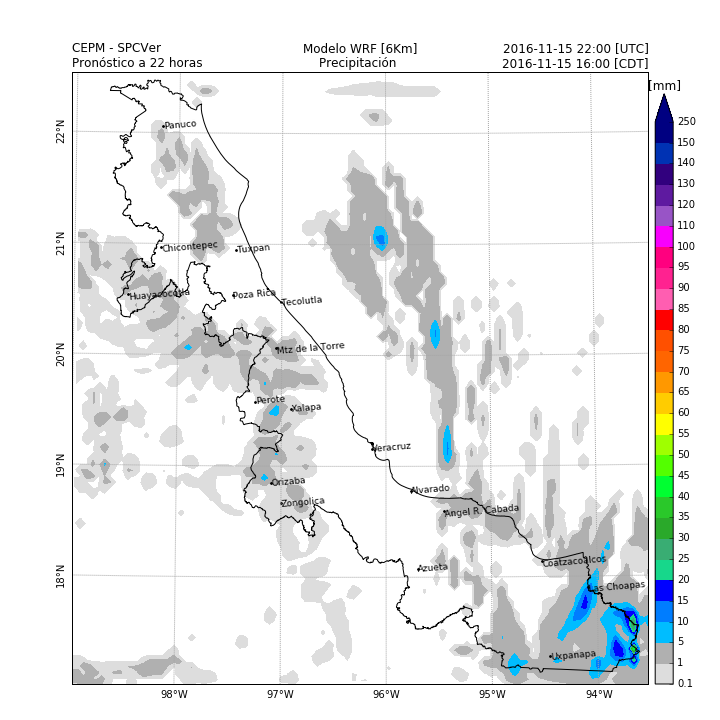 CEPM - SPCVer
Modelo WRF [6Km]
2016-11-15 22:00 [UTC]
Pronóstico a 22 horas
Precipitación
2016-11-15 16:00 [CDT]
[mm]
250
150
140
130
120
110
100
95
90
85
80
75
70
65
60
55
50
45
40
35
30
25
20
15
10
5
1
0.1
22°N
21°N
20°N
19°N
18°N
98°W
97°W
96°W
95°W
94°W
Panuco
Chicontepec
Tuxpan
Huayacocotla
Poza Rica
Tecolutla
Mtz de la Torre
Perote
Xalapa
Veracruz
Orizaba
Alvarado
Zongolica
Angel R. Cabada
Azueta
Coatzacoalcos
Las Choapas
Uxpanapa